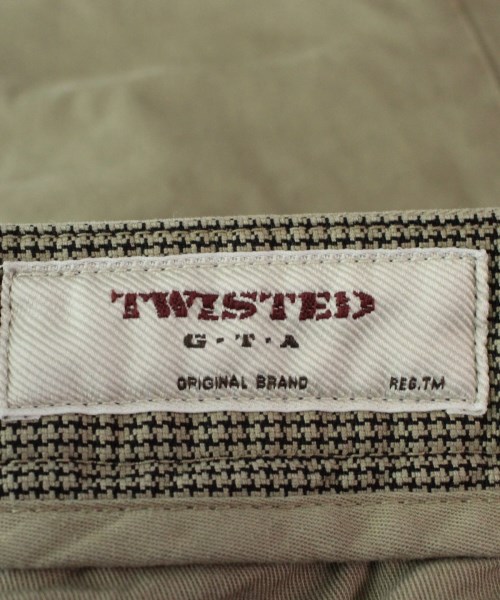 TWISTED
G·T·A
ORIGINAL BRAND REG.TM